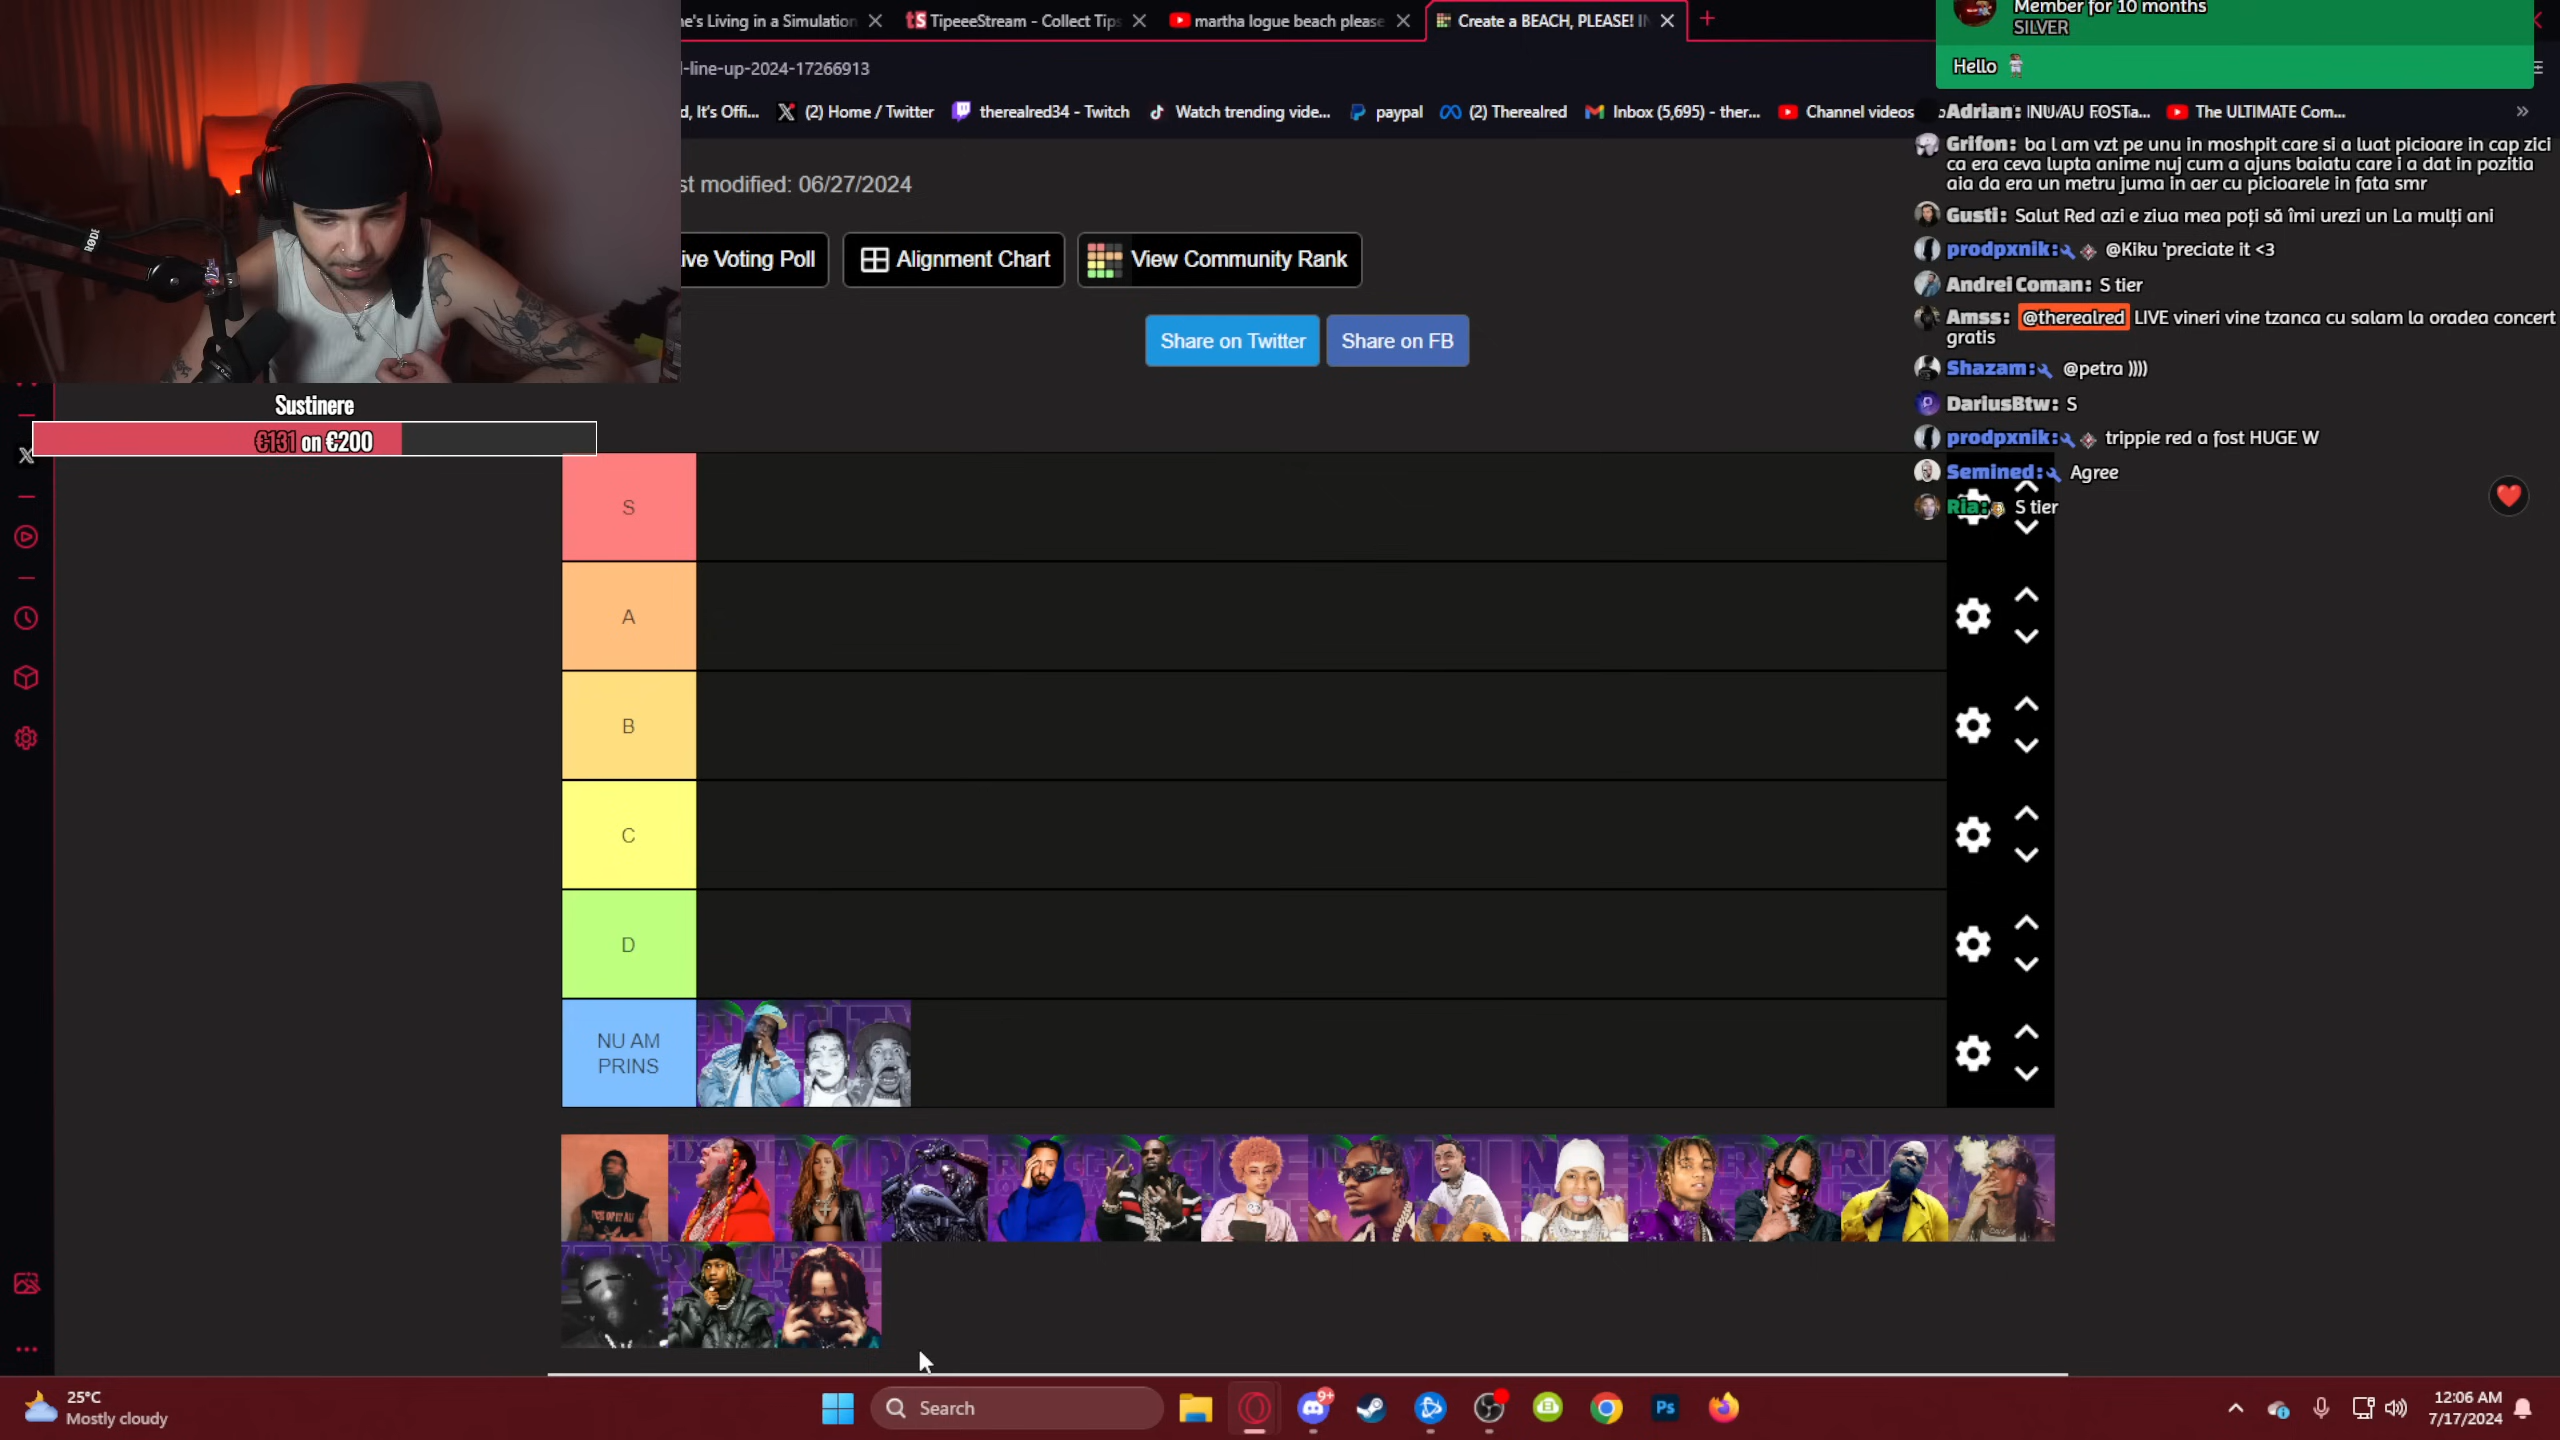 ne's Living in a Simulation
TipeeeStream - Collect Tips
martha logue beach please
Create a BEACH, PLEASE!
Member for 10 months
SILVER
Hello
l-line-up-2024-17266913
d, It's Offi...
(2) Home / Twitter
therealred34 - Twitch
Watch trending vide...
paypal
(2) Therealred
Inbox (5,695) - ther...
Channel videos
The ULTIMATE Com...
RØDE
st modified: 06/27/2024
ive Voting Poll
Alignment Chart
View Community Rank
Share on Twitter
Share on FB
Adrian: NU/AU FOST
Grifon: ba l am vzt pe unu in moshpit care si a luat picioare in cap zici
ca era ceva lupta anime nuj cum a ajuns baiatu care i a dat in pozitia
aia da era un metru juma in aer cu picioarele in fata smr
Gusti: Salut Red azi e ziua mea poți să îmi urezi un La mulți ani
prodpxnik: @Kiku 'preciate it <3
Andrei Coman: S tier
Amss: @therealred LIVE vineri vine tzanca cu salam la oradea concert
gratis
Shazam: @petra ))))
DariusBtw: S
prodpxnik: trippie red a fost HUGE W
Semined: Agree
Ria: S tier
Sustinere
€131 on €200
S
A
B
C
D
NU AM
PRINS
25°C
Mostly cloudy
Search
9+
Ps
12:06 AM
7/17/2024